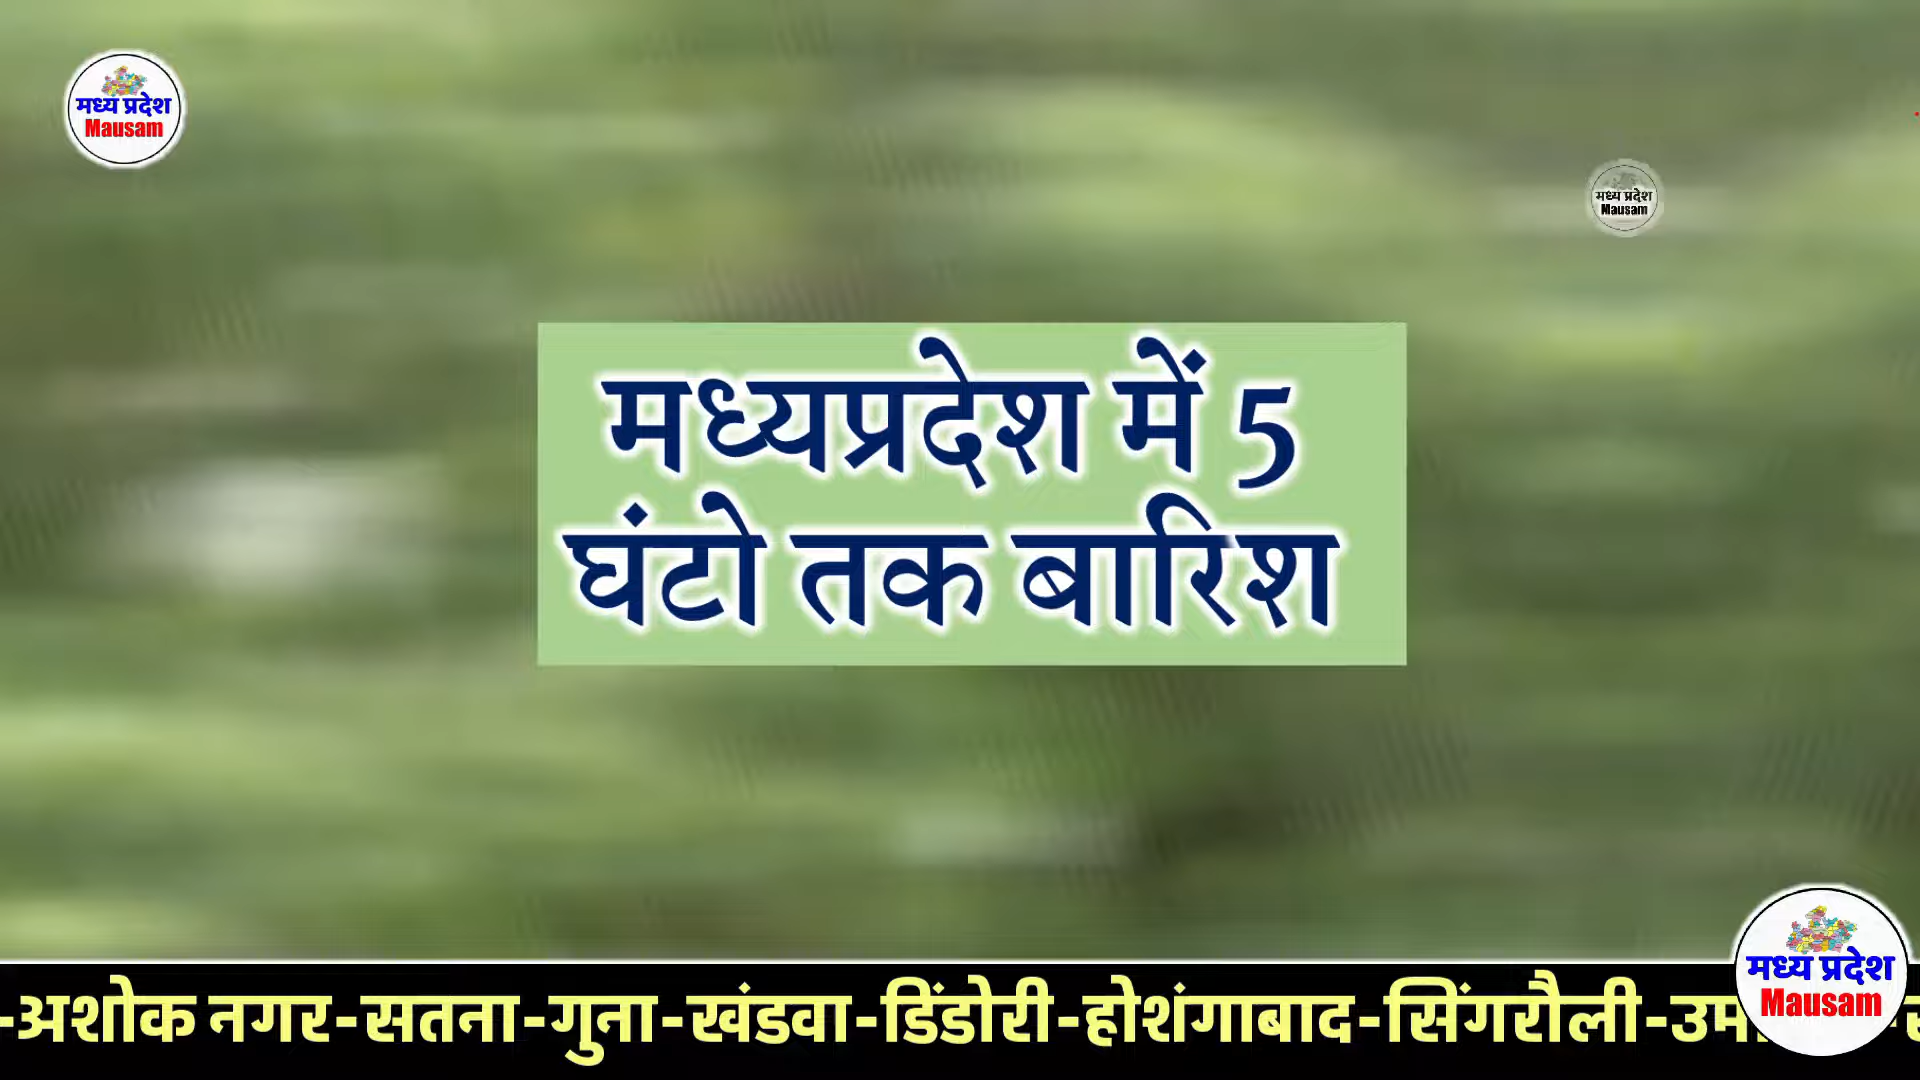 मध्य प्रदेश
Mausam
मध्य प्रदेश
Mausam
मध्यप्रदेश में 5
घंटो तक बारिश
-अशोक नगर-सतना-गुना-खंडवा-डिंडोरी-होशंगाबाद-सिंगरौली-
मध्य प्रदेश
Mausam